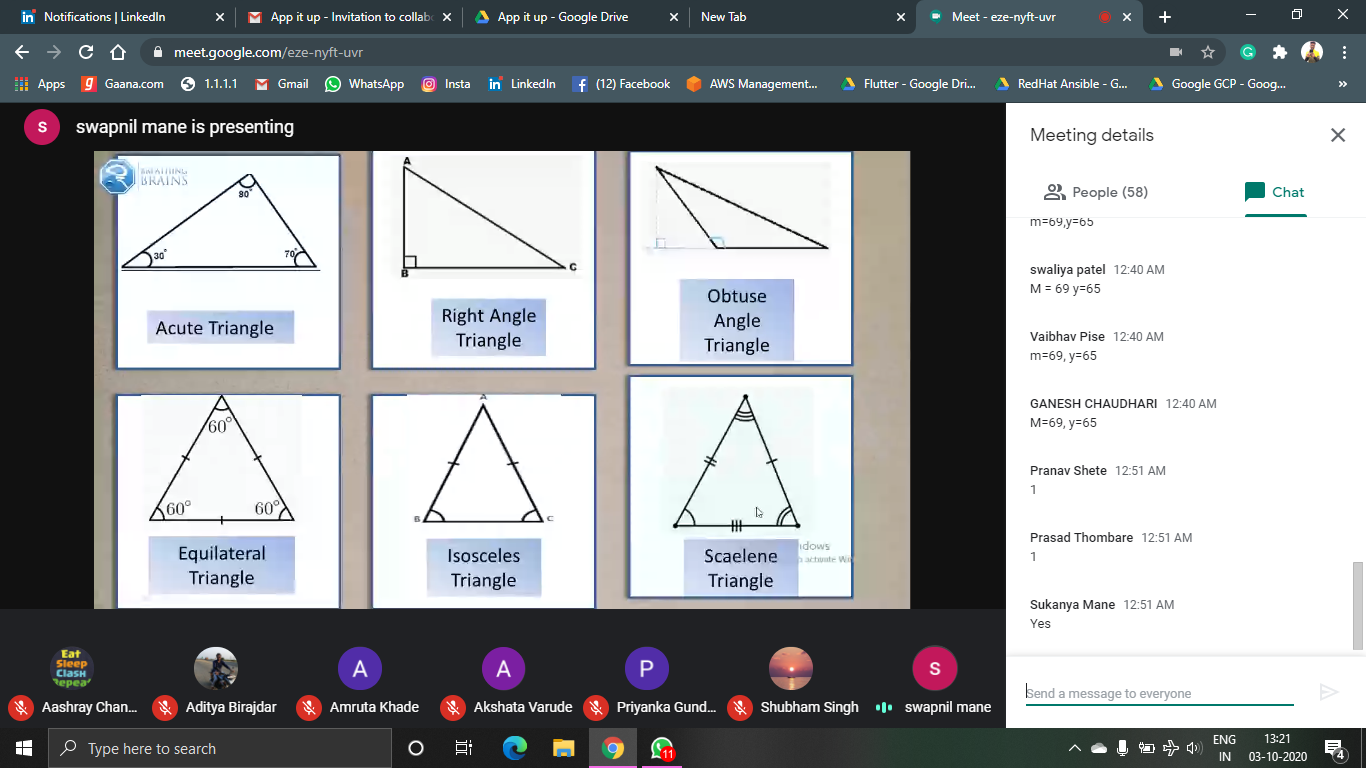 Notifications | LinkedIn
App it up - Invitation to collab
App it up - Google Drive
New Tab
Meet - eze-nyft-uvr
meet.google.com/eze-nyft-uvr
Apps
Gaana.com
1.1.1.1
Gmail
WhatsApp
Insta
LinkedIn
(12) Facebook
AWS Management...
Flutter - Google Dri...
RedHat Ansible - G...
Google GCP - Goog...
»
S
swapnil mane is presenting
BREATHING
BRAINS
80°
30°
70°
Acute Triangle
A
B
C
Right Angle
Triangle
Obtuse
Angle
Triangle
60°
60°
60°
Equilateral
Triangle
A
B
C
Isosceles
Triangle
Scaelene
Triangle
ndows
o activate Win
Meeting details
People (58)
Chat
m=69,y=65
swaliya patel 12:40 AM
M = 69 y=65
Vaibhav Pise 12:40 AM
m=69, y=65
GANESH CHAUDHARI 12:40 AM
M=69, y=65
Pranav Shete 12:51 AM
1
Prasad Thombare 12:51 AM
1
Sukanya Mane 12:51 AM
Yes
Send a message to everyone
Eat
Sleep
Clash
Repeat
A
A
P
S
Aashray Chan...
Aditya Birajdar
Amruta Khade
Akshata Varude
Priyanka Gund...
Shubham Singh
swapnil mane
Type here to search
11
ENG
IN
13:21
03-10-2020
4